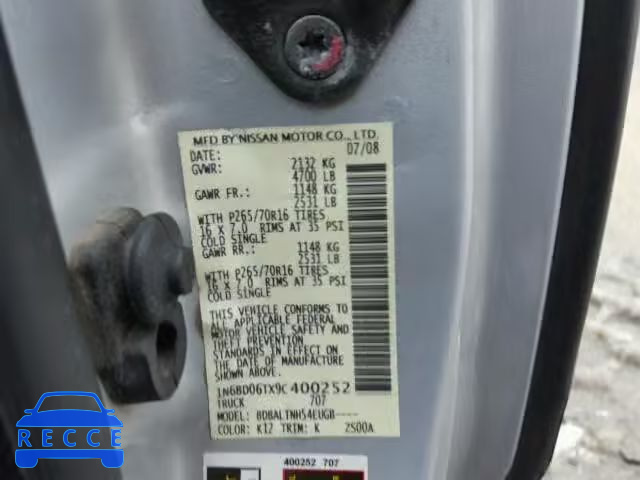 MFD BY NISSAN MOTOR CO., LTD.
DATE: 07/08
GVWR: 2132 KG
4700 LB
GAWR FR.: 1148 KG
2531 LB
WITH P265/70R16 TIRES
16 X 7.0 RIMS AT 35 PSI
COLD SINGLE
GAWR RR.: 1148 KG
2531 LB
WITH P265/70R16 TIRES
16 X 7.0 RIMS AT 35 PSI
COLD SINGLE
THIS VEHICLE CONFORMS TO
ALL APPLICABLE FEDERAL
MOTOR VEHICLE SAFETY AND
THEFT PREVENTION
STANDARDS IN EFFECT ON
THE DATE OF MANUFACTURE
SHOWN ABOVE.
1N6BD06TX9C400252
TRUCK 707
MODEL: BDBALTNH54EUGB----
COLOR: K12 TRIM: K 2S00A
400252 707